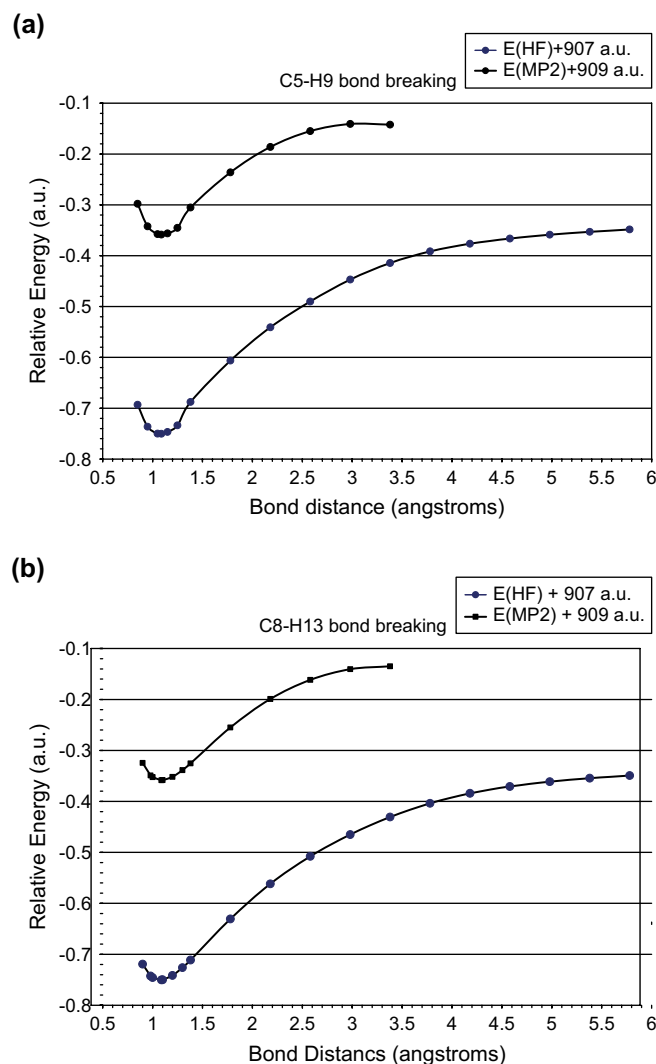 (a)
E(HF)+907 a.u.
E(MP2)+909 a.u.
C5-H9 bond breaking
-0.1
-0.2
-0.3
-0.4
-0.5
-0.6
-0.7
-0.8
Relative Energy (a.u.)
0.5 1 1.5 2 2.5 3 3.5 4 4.5 5 5.5 6
Bond distance (angstroms)
(b)
E(HF) + 907 a.u.
E(MP2) + 909 a.u.
C8-H13 bond breaking
-0.1
-0.2
-0.3
-0.4
-0.5
-0.6
-0.7
-0.8
Relative Energy (a.u.)
0.5 1 1.5 2 2.5 3 3.5 4 4.5 5 5.5 6
Bond Distancs (angstroms)